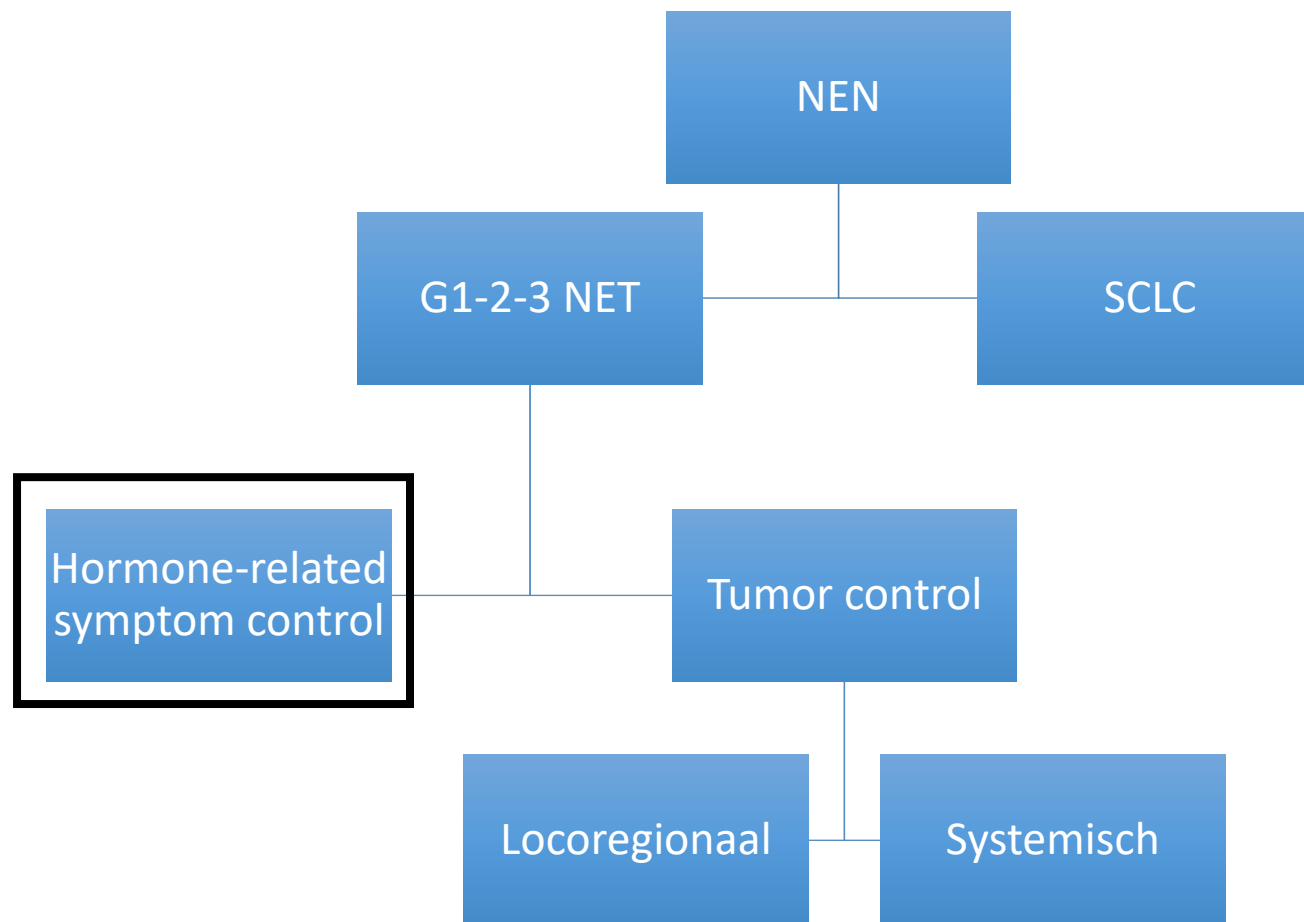 NEN
G1-2-3 NET
SCLC
Hormone-related
symptom control
Tumor control
Locoregionaal
Systemisch